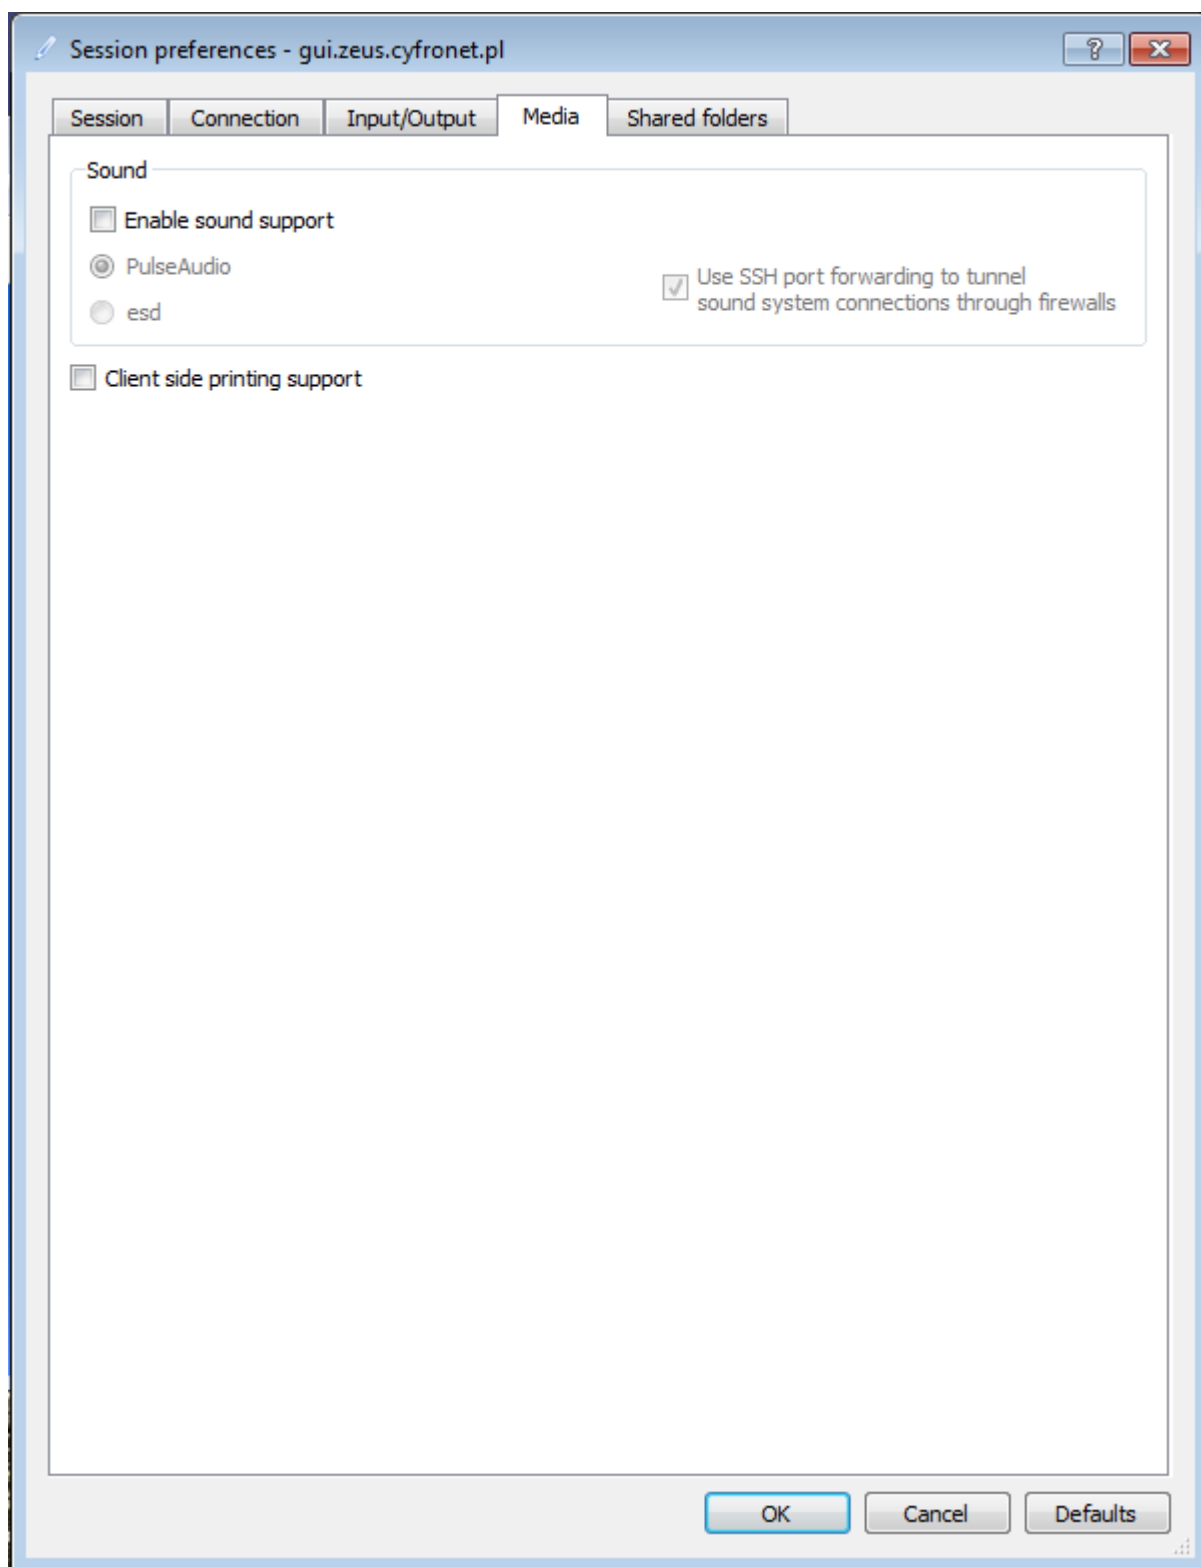 Session preferences - gui.zeus.cyfronet.pl
Session Connection Input/Output Media Shared folders
Sound
Enable sound support
PulseAudio
esd
Use SSH port forwarding to tunnel
sound system connections through firewalls
Client side printing support
OK Cancel Defaults